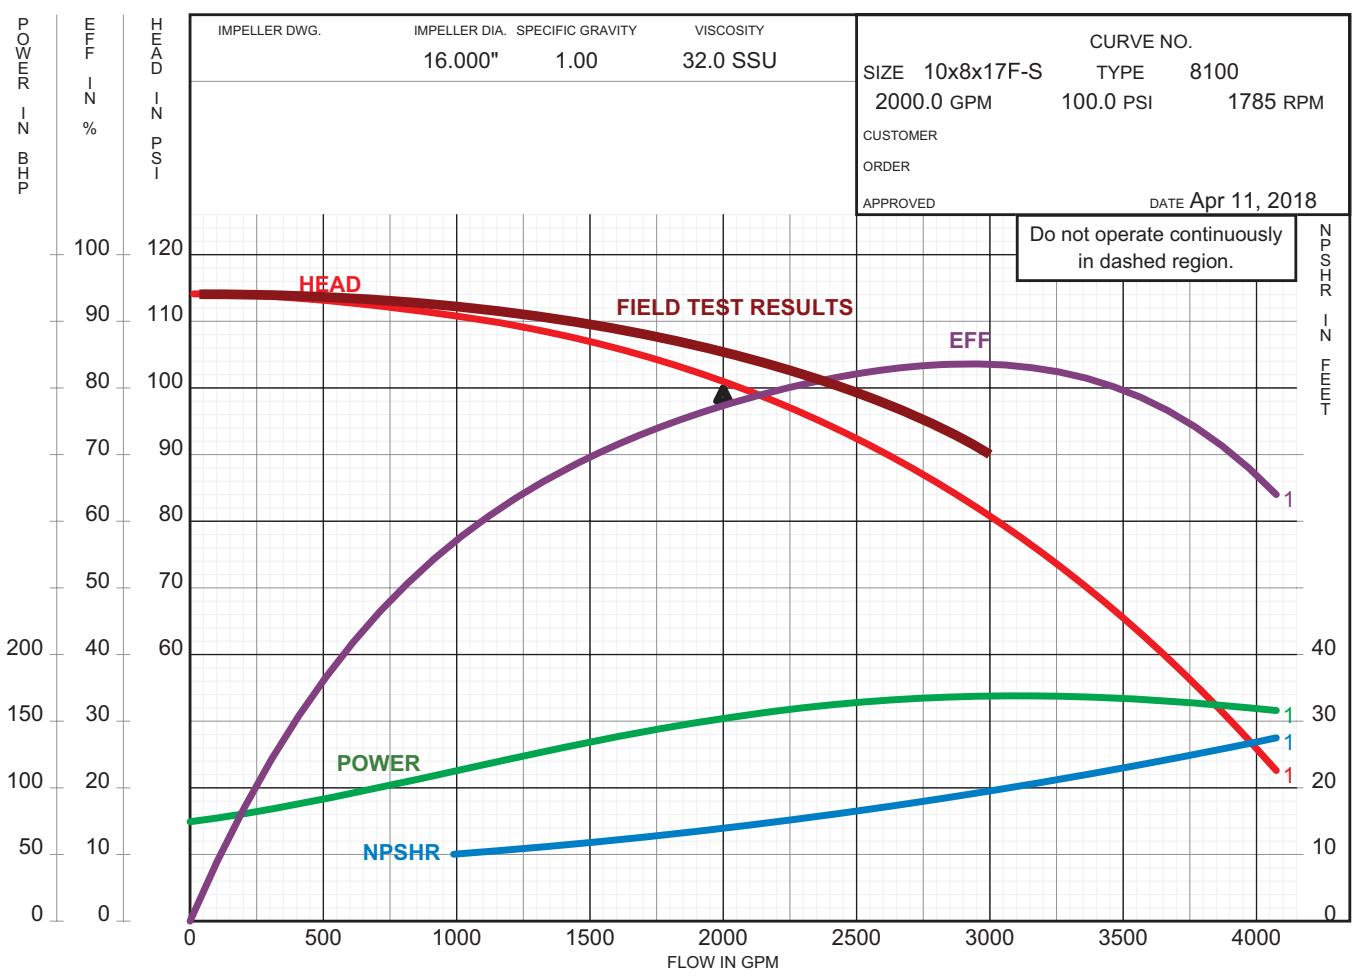 POWER IN BHP
EFF IN %
HEAD IN PSI
IMPELLER DWG. IMPELLER DIA. SPECIFIC GRAVITY VISCOSITY
16.000" 1.00 32.0 SSU
CURVE NO.
SIZE 10x8x17F-S TYPE 8100
2000.0 GPM 100.0 PSI 1785 RPM
CUSTOMER
ORDER
APPROVED DATE Apr 11, 2018
Do not operate continuously
in dashed region.
NPSHR IN FEET
100 120
HEAD
FIELD TEST RESULTS
90 110
EFF
80 100
70 90
1
60 80
50 70
200 40 60 40
150 30 30
1
1
POWER
1
100 20 20
NPSHR
50 10 10
0 0 0
0 500 1000 1500 2000 2500 3000 3500 4000
FLOW IN GPM